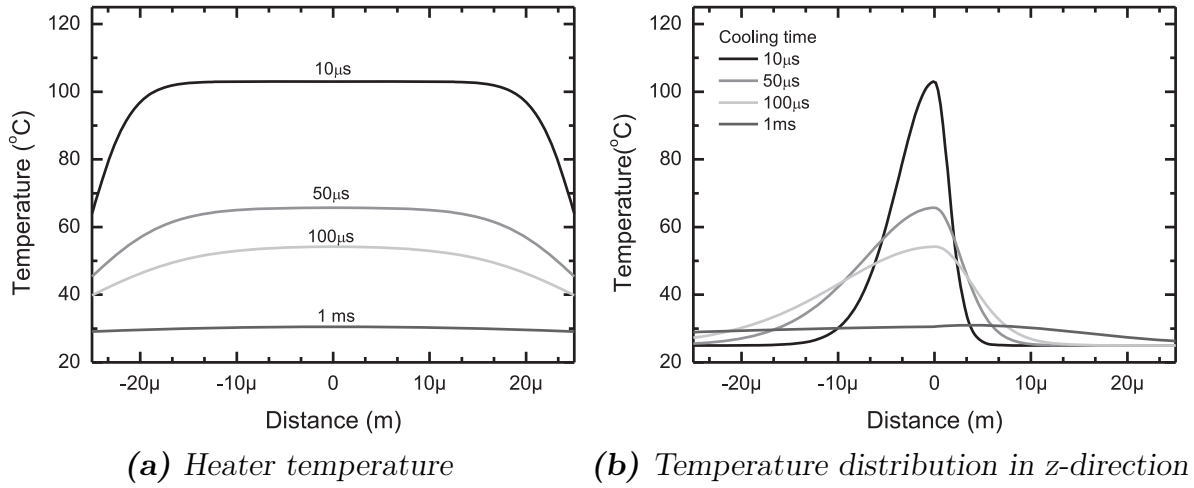 120
100
80
60
40
20
Temperature (°C)
10µs
50µs
100µs
1 ms
-20µ -10µ 0 10µ 20µ
Distance (m)
(a) Heater temperature
120
100
80
60
40
20
Temperature(°C)
Cooling time
10µs
50µs
100µs
1ms
-20µ -10µ 0 10µ 20µ
Distance (m)
(b) Temperature distribution in z-direction